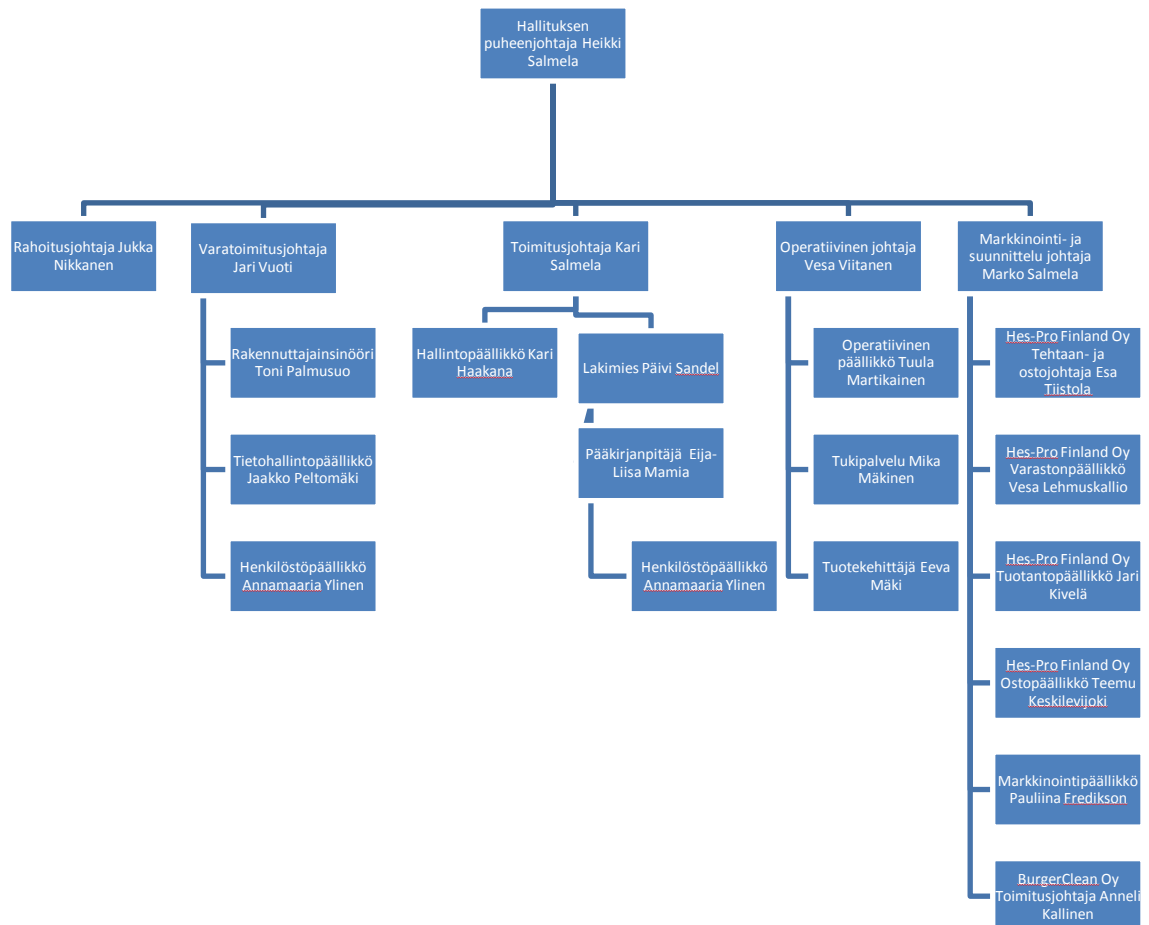 Hallituksen
puheenjohtaja Heikki
Salmela
Rahoitusjohtaja Jukka
Nikkanen
Varatoimitusjohtaja
Jari Vuoti
Toimitusjohtaja Kari
Salmela
Operatiivinen johtaja
Vesa Viitanen
Markkinointi- ja
suunnittelu johtaja
Marko Salmela
Rakennuttajainsinööri
Toni Palmusuo
Tietohallintopäällikkö
Jaakko Peltomäki
Henkilöstöpäällikkö
Annamaaria Ylinen
Hallintopäällikkö Kari
Haakana
Lakimies Päivi Sandel
Pääkirjanpitäjä Eija-
Liisa Mamia
Henkilöstöpäällikkö
Annamaaria Ylinen
Operatiivinen
päällikkö Tuula
Martikainen
Tukipalvelu Mika
Mäkinen
Tuotekehittäjä Eeva
Mäki
Hes-Pro Finland Oy
Tehtaan- ja
ostojohtaja Esa
Tiistola
Hes-Pro Finland Oy
Varastonpäällikkö
Vesa Lehmuskallio
Hes-Pro Finland Oy
Tuotantopäällikkö Jari
Kivelä
Hes-Pro Finland Oy
Ostopäällikkö Teemu
Keskilevijoki
Markkinointipäällikkö
Pauliina Fredikson
BurgerClean Oy
Toimitusjohtaja Anneli
Kallinen